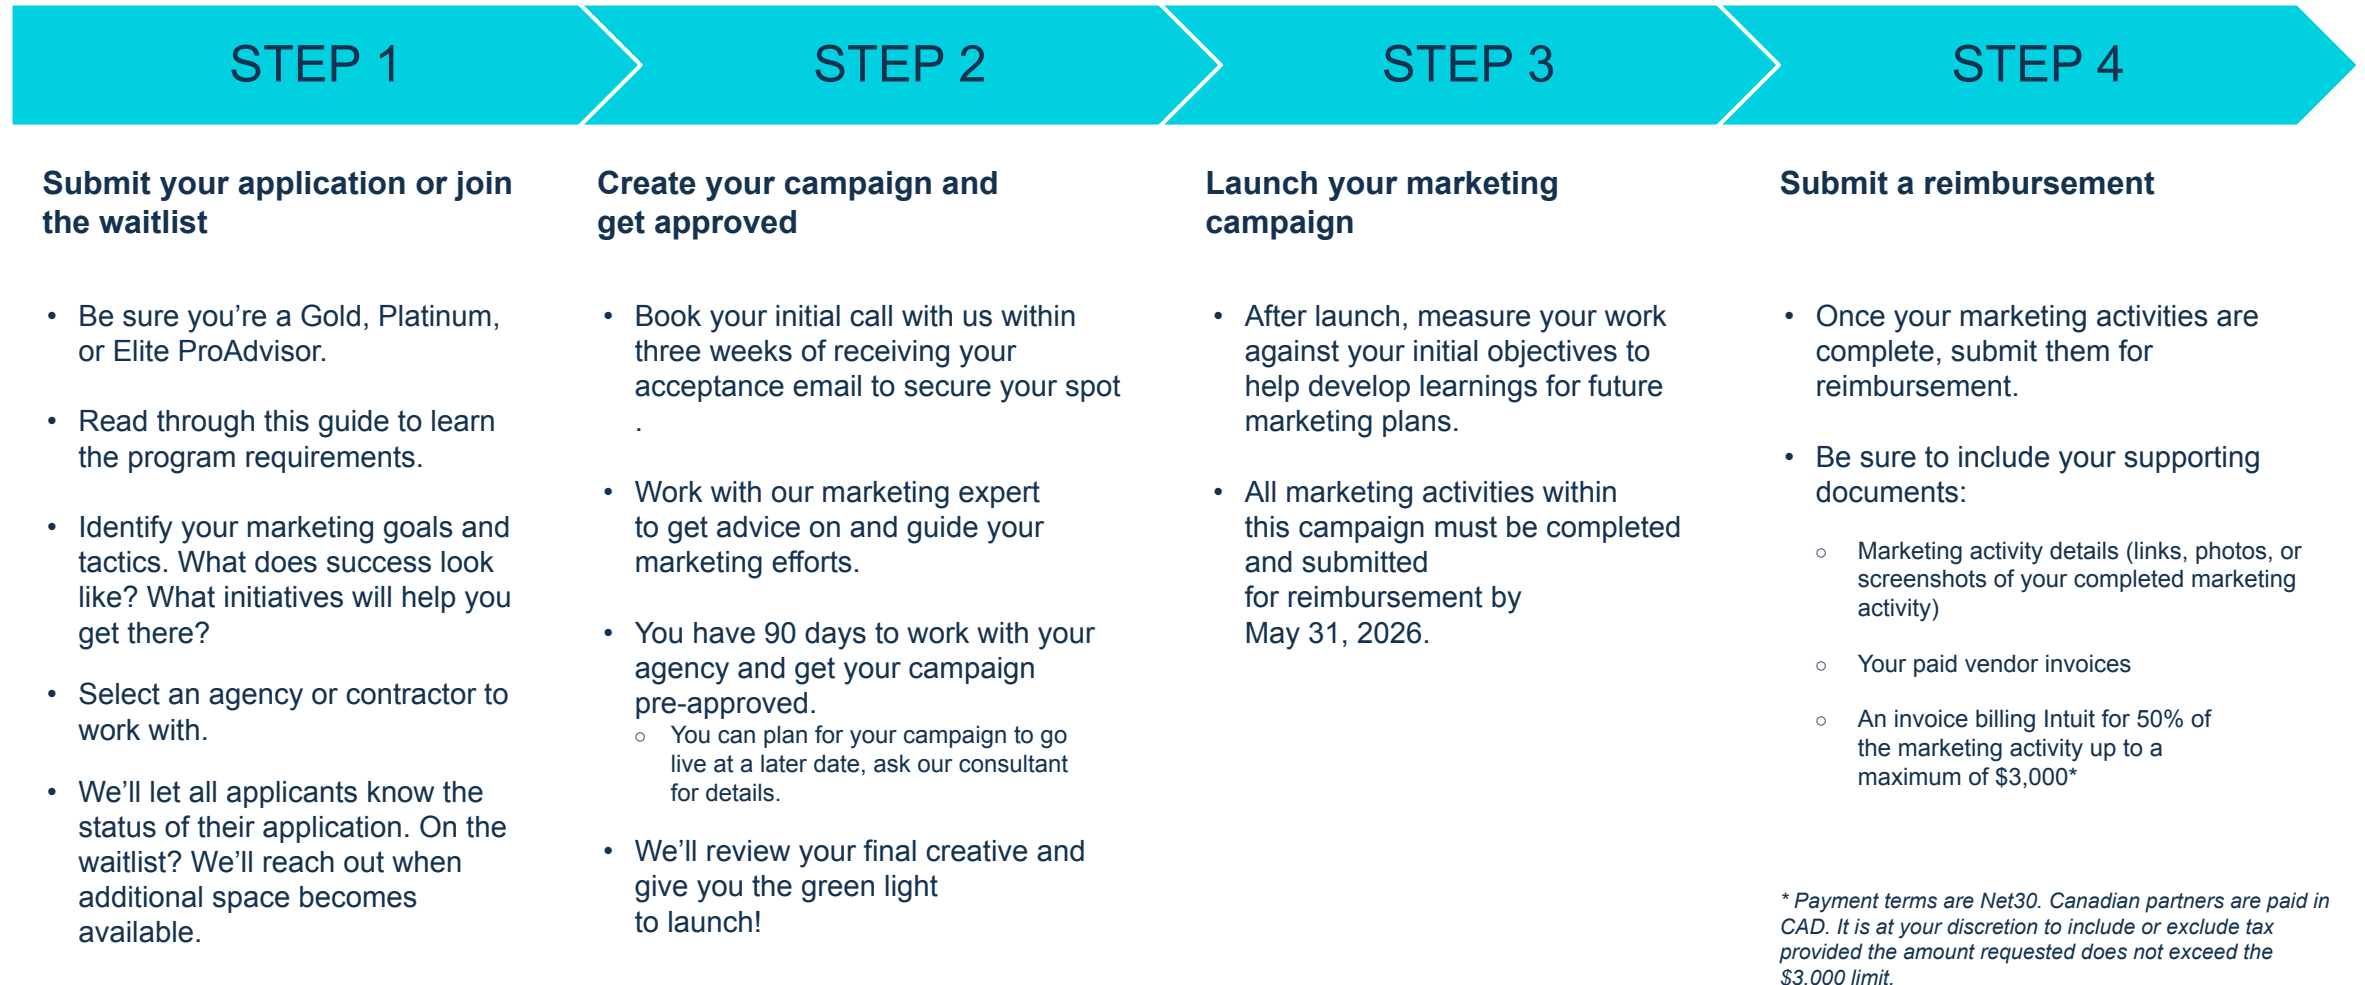 STEP 1
STEP 2
STEP 3
STEP 4
Submit your application or join
the waitlist
• Be sure you’re a Gold, Platinum,
or Elite ProAdvisor.
• Read through this guide to learn
the program requirements.
• Identify your marketing goals and
tactics. What does success look
like? What initiatives will help you
get there?
• Select an agency or contractor to
work with.
• We’ll let all applicants know the
status of their application. On the
waitlist? We’ll reach out when
additional space becomes
available.
Create your campaign and
get approved
• Book your initial call with us within
three weeks of receiving your
acceptance email to secure your spot
.
• Work with our marketing expert
to get advice on and guide your
marketing efforts.
• You have 90 days to work with your
agency and get your campaign
pre-approved.
○ You can plan for your campaign to go
live at a later date, ask our consultant
for details.
• We’ll review your final creative and
give you the green light
to launch!
Launch your marketing
campaign
• After launch, measure your work
against your initial objectives to
help develop learnings for future
marketing plans.
• All marketing activities within
this campaign must be completed
and submitted
for reimbursement by
May 31, 2026.
Submit a reimbursement
• Once your marketing activities are
complete, submit them for
reimbursement.
• Be sure to include your supporting
documents:
○ Marketing activity details (links, photos, or
screenshots of your completed marketing
activity)
○ Your paid vendor invoices
○ An invoice billing Intuit for 50% of
the marketing activity up to a
maximum of $3,000*
* Payment terms are Net30. Canadian partners are paid in
CAD. It is at your discretion to include or exclude tax
provided the amount requested does not exceed the
$3,000 limit.